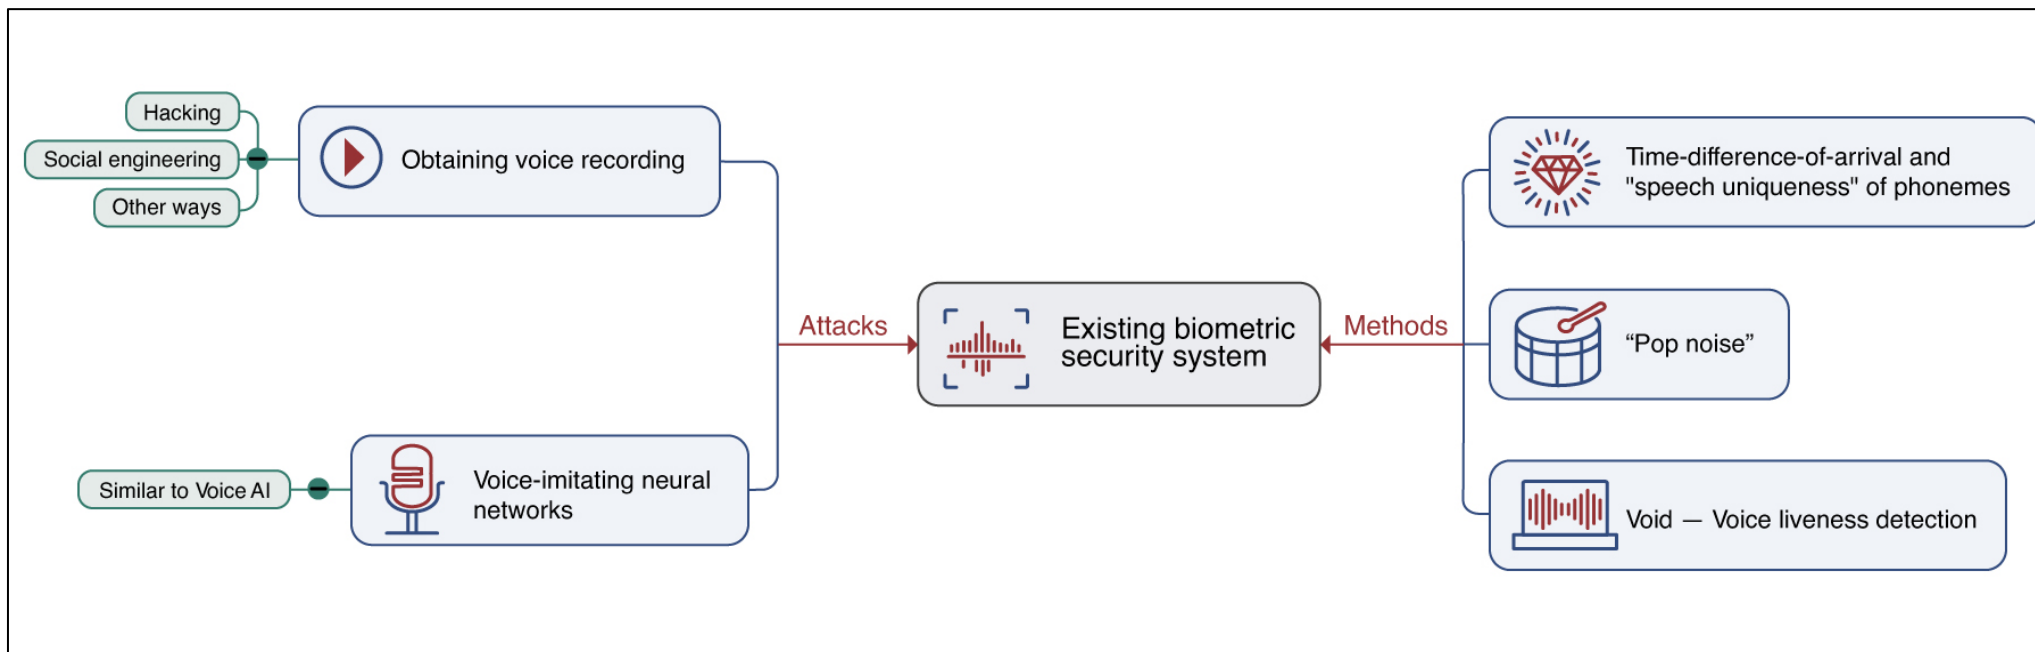 Hacking
Social engineering
Other ways
Obtaining voice recording
Similar to Voice AI
Voice-imitating neural
networks
Attacks
Existing biometric
security system
Methods
Time-difference-of-arrival and
"speech uniqueness" of phonemes
“Pop noise”
Void — Voice liveness detection